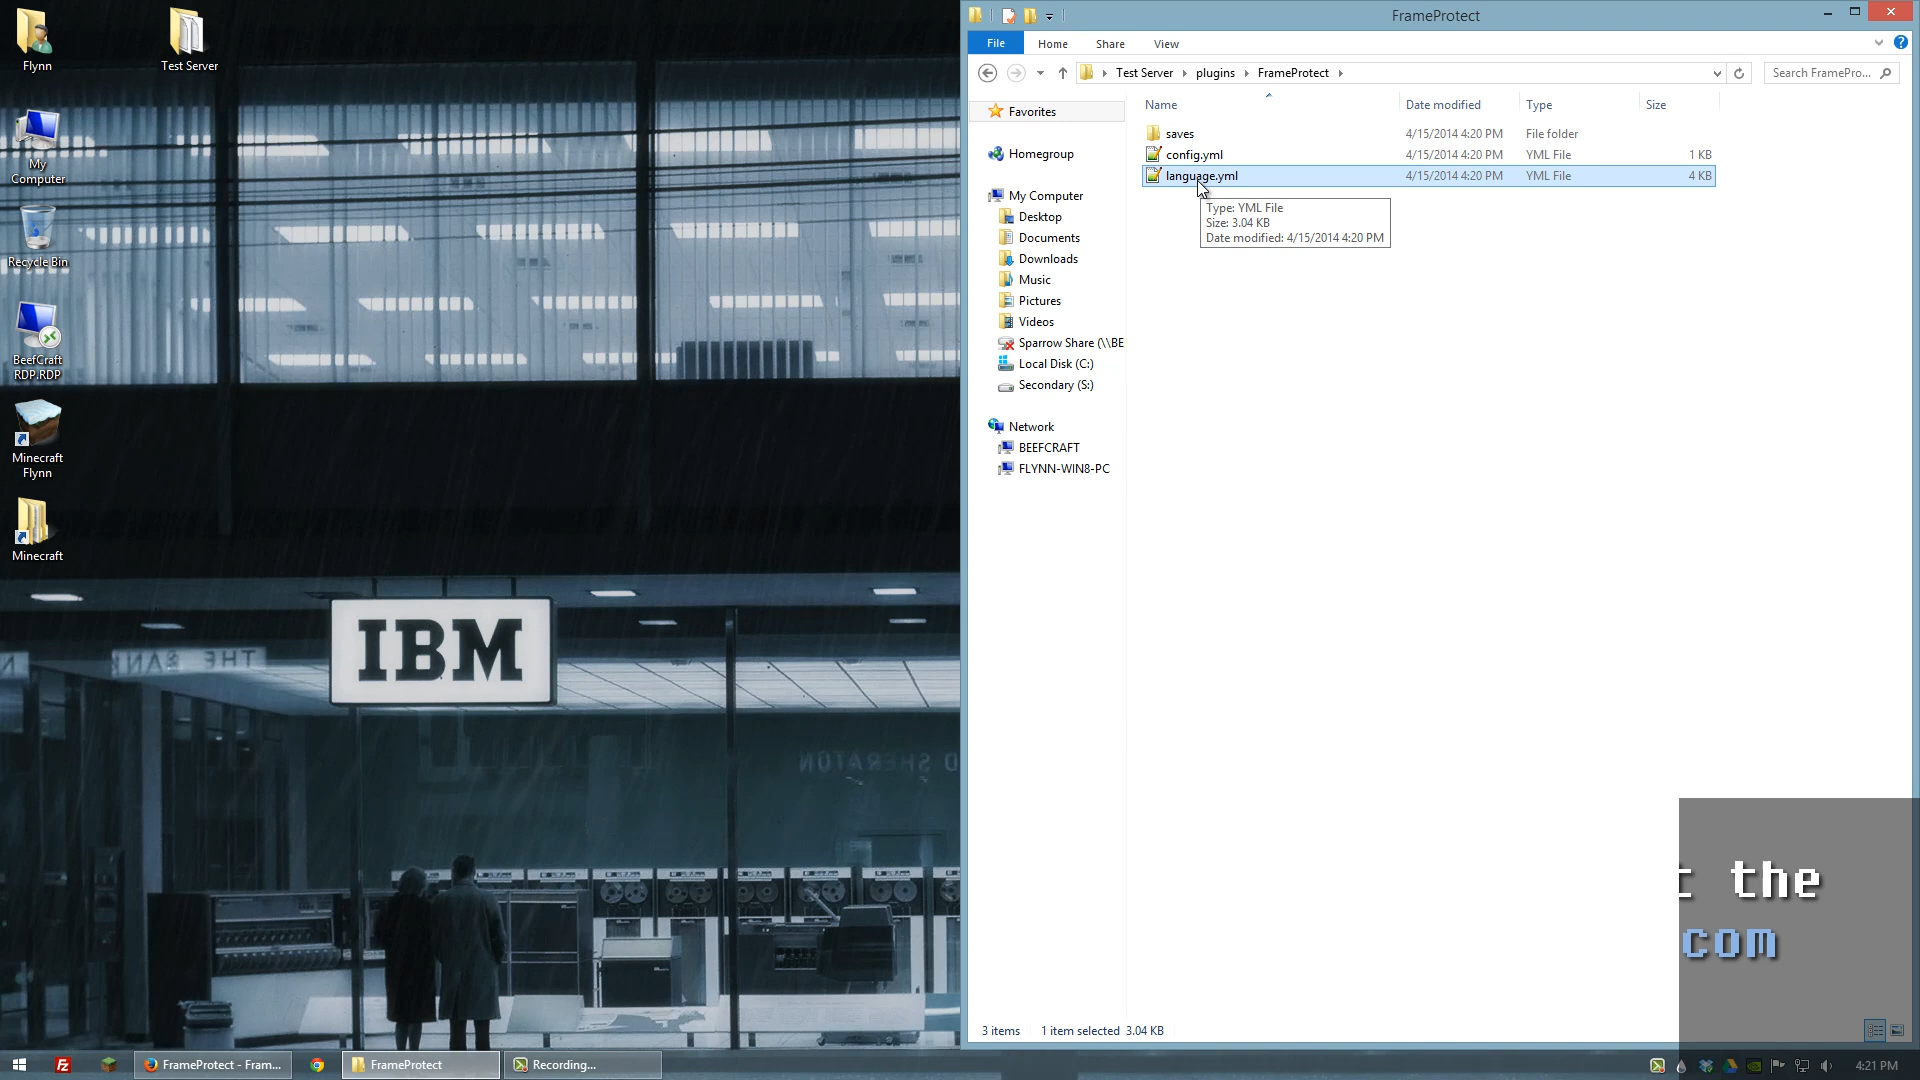 Flynn
Test Server
My
Computer
Recycle Bin
BeefCraft
RDP.RDP
Minecraft
Flynn
Minecraft
IBM
THE BANK
D SHERATON
FrameProtect
File
Home
Share
View
Test Server
plugins
FrameProtect
Search FramePro...
Name
Date modified
Type
Size
saves
4/15/2014 4:20 PM
File folder
config.yml
4/15/2014 4:20 PM
YML File
1 KB
language.yml
4/15/2014 4:20 PM
YML File
4 KB
Type: YML File
Size: 3.04 KB
Date modified: 4/15/2014 4:20 PM
Favorites
Homegroup
My Computer
Desktop
Documents
Downloads
Music
Pictures
Videos
Sparrow Share (\\BE
Local Disk (C:)
Secondary (S:)
Network
BEEFCRAFT
FLYNN-WIN8-PC
the
com
3 items
1 item selected 3.04 KB
FrameProtect - Fram...
FrameProtect
Recording...
4:21 PM